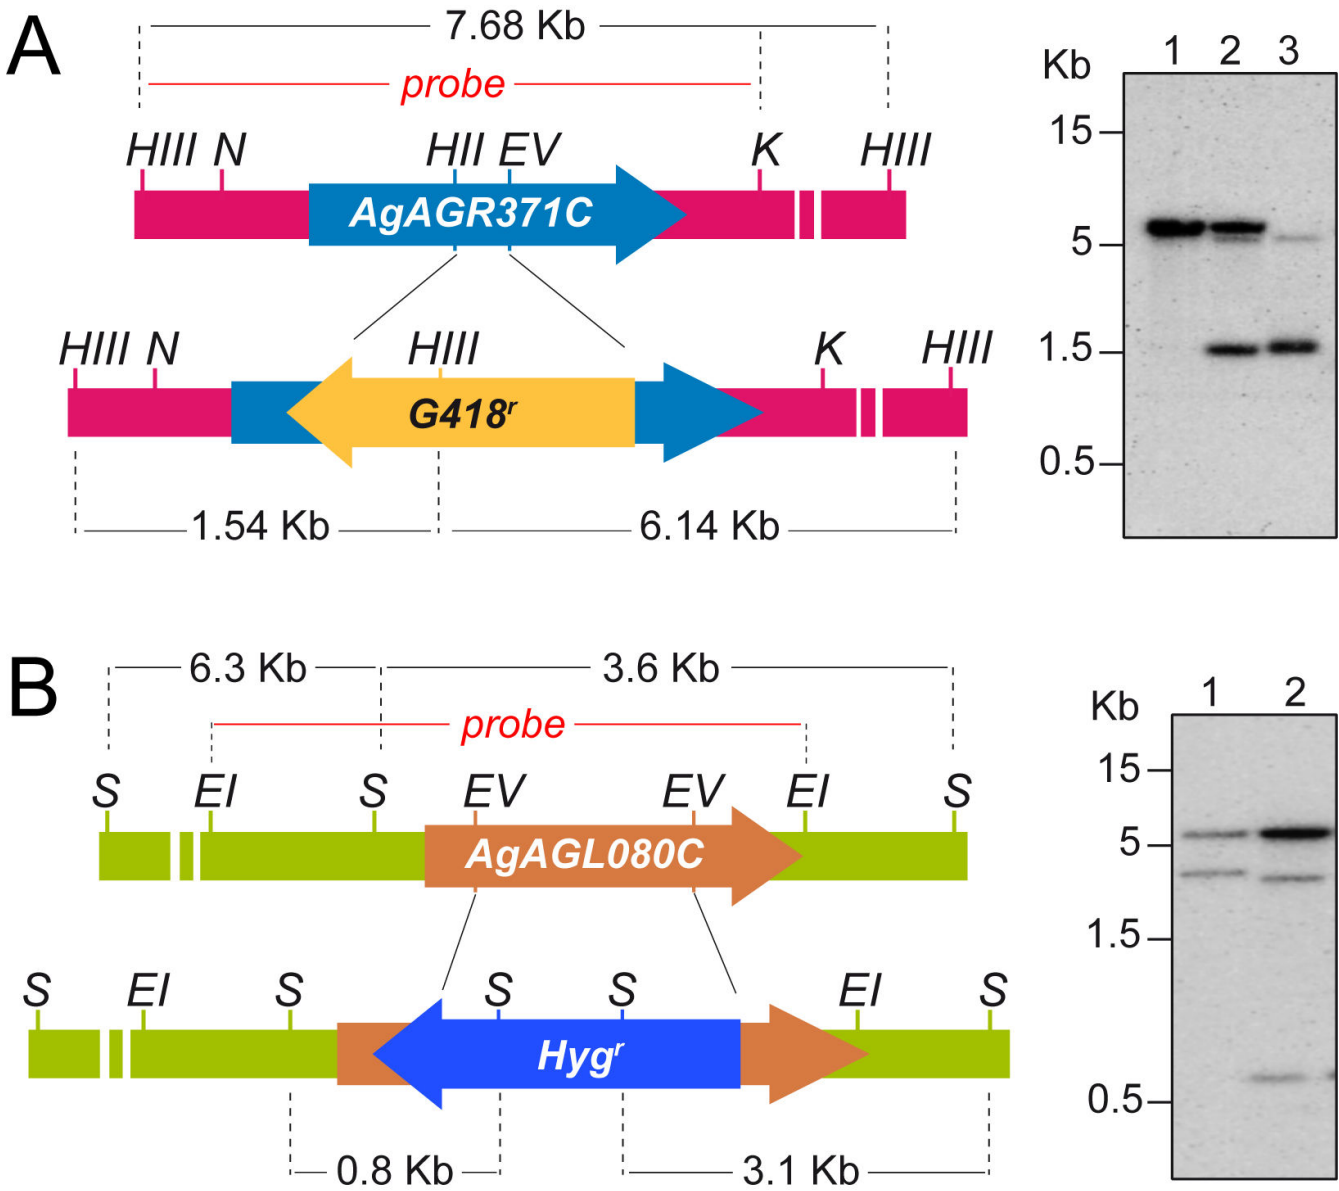 A
7.68 Kb
probe
HIII N HII EV K HIII
AgAGR371C
HIII N HIII K HIII
G418ʳ
1.54 Kb 6.14 Kb
Kb 1 2 3
15
5
1.5
0.5
B
6.3 Kb 3.6 Kb
probe
S EI S EV EV EI S
AgAGL080C
S EI S S S EI S
Hygʳ
0.8 Kb 3.1 Kb
Kb 1 2
15
5
1.5
0.5